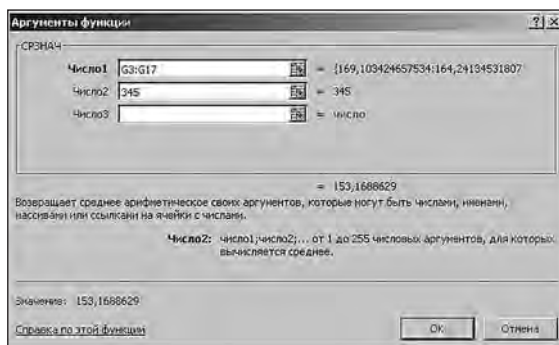 Аргументы функции
СРЗНАЧ
Число1 G3:G17 = {169,103424657534:164,24134531807
Число2 345 = 345
Число3 = число
= 153,1688629
Возвращает среднее арифметическое своих аргументов, которые могут быть числами, именами,
массивами или ссылками на ячейки с числами.
Число2: число1;число2;... от 1 до 255 числовых аргументов, для которых
вычисляется среднее.
Значение: 153,1688629
Справка по этой функции
ОК Отмена